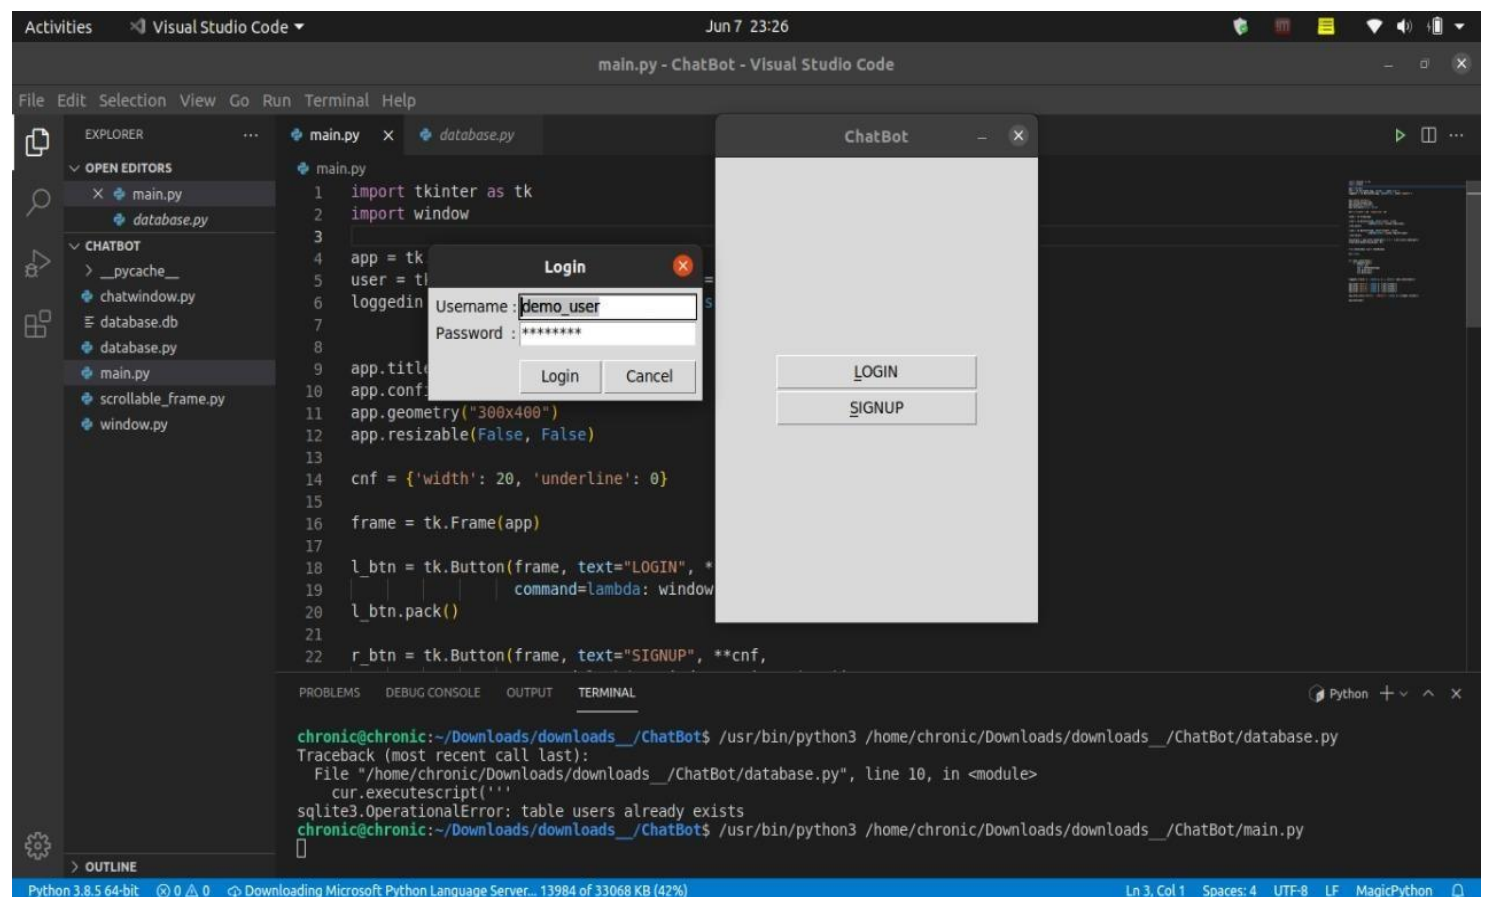 Activities Visual Studio Code Jun 7 23:26
main.py - ChatBot - Visual Studio Code
File Edit Selection View Go Run Terminal Help
EXPLORER ...
OPEN EDITORS
main.py
database.py
CHATBOT
__pycache__
chatwindow.py
database.db
database.py
main.py
scrollable_frame.py
window.py
OUTLINE
main.py database.py
main.py
1 import tkinter as tk
2 import window
3
4 app = tk
5 user = tk =
6 loggedin s
7
8
9 app.title
10 app.conf
11 app.geometry("300x400")
12 app.resizable(False, False)
13
14 cnf = {'width': 20, 'underline': 0}
15
16 frame = tk.Frame(app)
17
18 l_btn = tk.Button(frame, text="LOGIN", *
19 command=lambda: window
20 l_btn.pack()
21
22 r_btn = tk.Button(frame, text="SIGNUP", **cnf,
Login
Username : demo_user
Password : ********
Login Cancel
ChatBot
LOGIN
SIGNUP
PROBLEMS DEBUG CONSOLE OUTPUT TERMINAL Python
chronic@chronic:~/Downloads/downloads__/ChatBot$ /usr/bin/python3 /home/chronic/Downloads/downloads__/ChatBot/database.py
Traceback (most recent call last):
File "/home/chronic/Downloads/downloads__/ChatBot/database.py", line 10, in <module>
cur.executescript('''
sqlite3.OperationalError: table users already exists
chronic@chronic:~/Downloads/downloads__/ChatBot$ /usr/bin/python3 /home/chronic/Downloads/downloads__/ChatBot/main.py
Python 3.8.5 64-bit 0 0 Downloading Microsoft Python Language Server... 13984 of 33068 KB (42%) Ln 3, Col 1 Spaces: 4 UTF-8 LF MagicPython